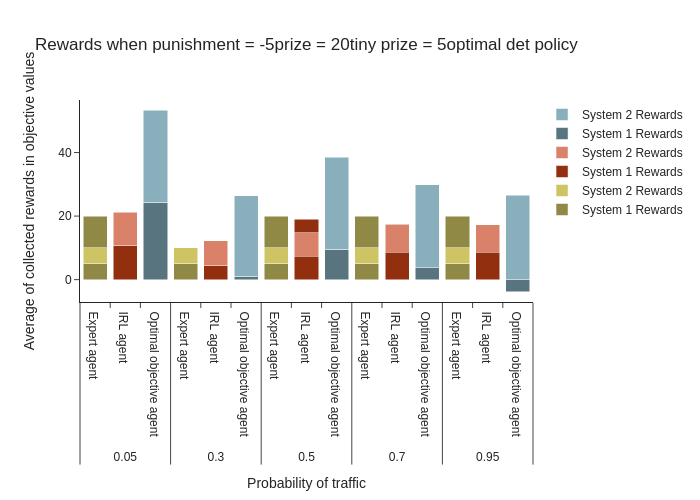 Rewards when punishment = -5prize = 20tiny prize = 5optimal det policy
Average of collected rewards in objective values
40
20
0
System 2 Rewards
System 1 Rewards
System 2 Rewards
System 1 Rewards
System 2 Rewards
System 1 Rewards
Expert agent
IRL agent
Optimal objective agent
Expert agent
IRL agent
Optimal objective agent
Expert agent
IRL agent
Optimal objective agent
Expert agent
IRL agent
Optimal objective agent
Expert agent
IRL agent
Optimal objective agent
0.05
0.3
0.5
0.7
0.95
Probability of traffic